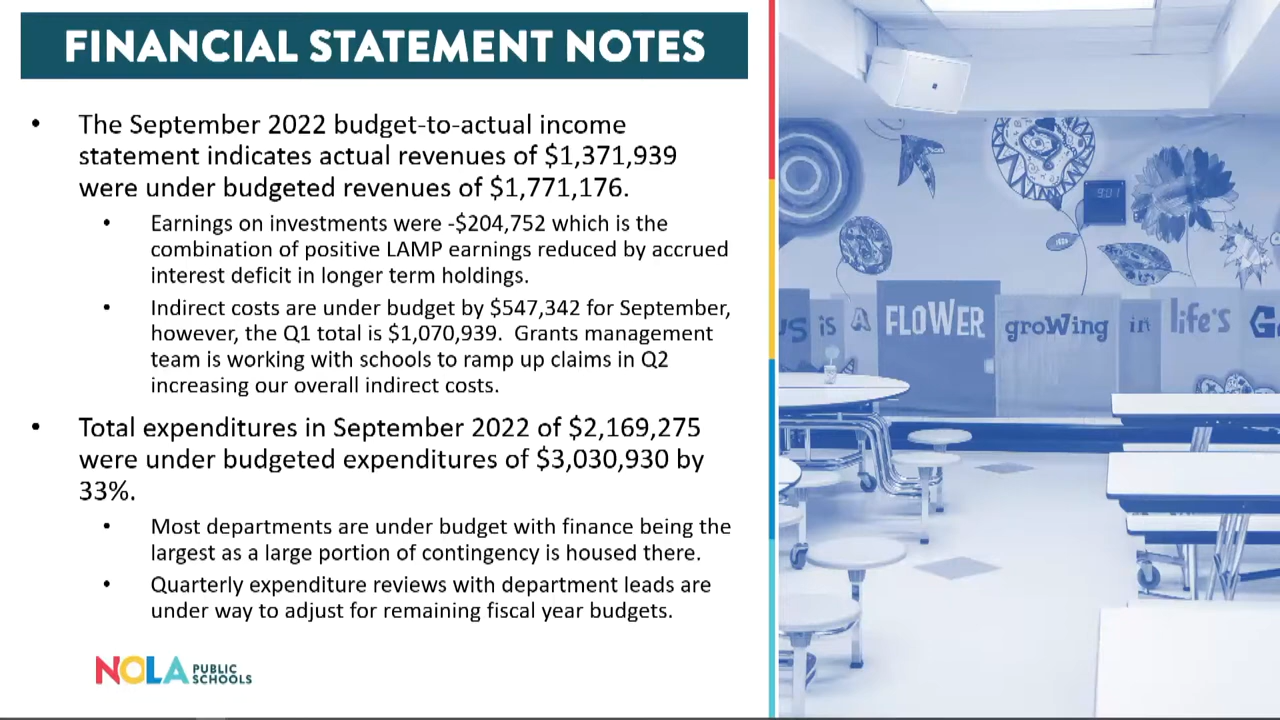 FINANCIAL STATEMENT NOTES
• The September 2022 budget-to-actual income
statement indicates actual revenues of $1,371,939
were under budgeted revenues of $1,771,176.
• Earnings on investments were -$204,752 which is the
combination of positive LAMP earnings reduced by accrued
interest deficit in longer term holdings.
• Indirect costs are under budget by $547,342 for September,
however, the Q1 total is $1,070,939. Grants management
team is working with schools to ramp up claims in Q2
increasing our overall indirect costs.
• Total expenditures in September 2022 of $2,169,275
were under budgeted expenditures of $3,030,930 by
33%.
• Most departments are under budget with finance being the
largest as a large portion of contingency is housed there.
• Quarterly expenditure reviews with department leads are
under way to adjust for remaining fiscal year budgets.
NOLA PUBLIC
SCHOOLS
9:01
is A FLOWER groWing in life's G